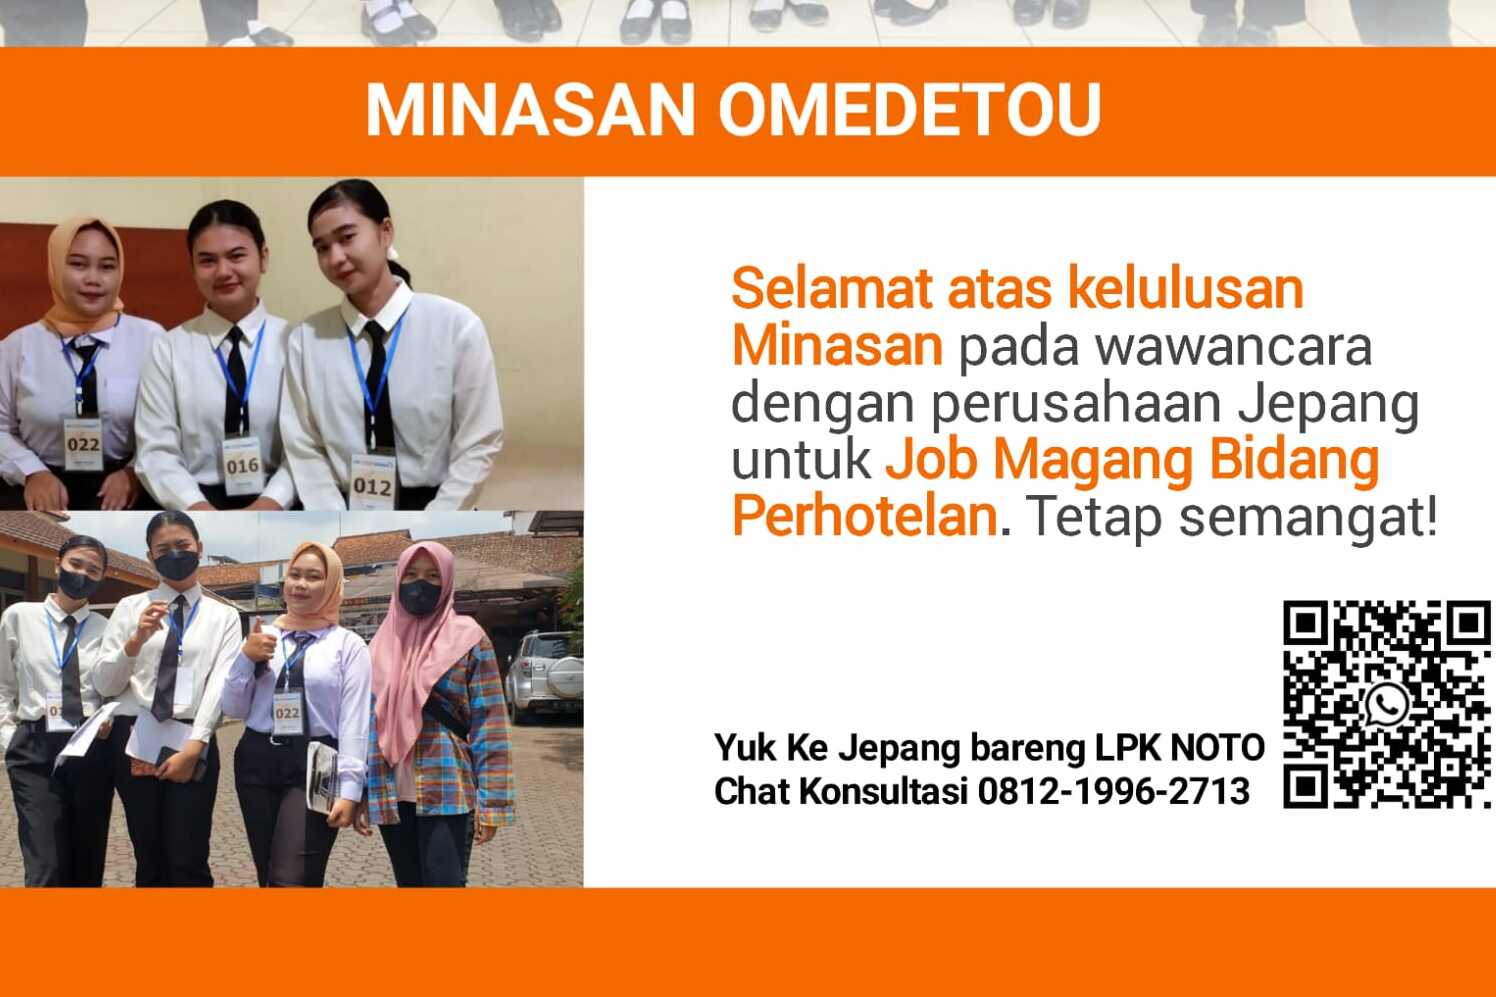 MINASAN OMEDETOU
022
016
012
Selamat atas kelulusan
Minasan pada wawancara
dengan perusahaan Jepang
untuk Job Magang Bidang
Perhotelan. Tetap semangat!
022
Yuk Ke Jepang bareng LPK NOTO
Chat Konsultasi 0812-1996-2713